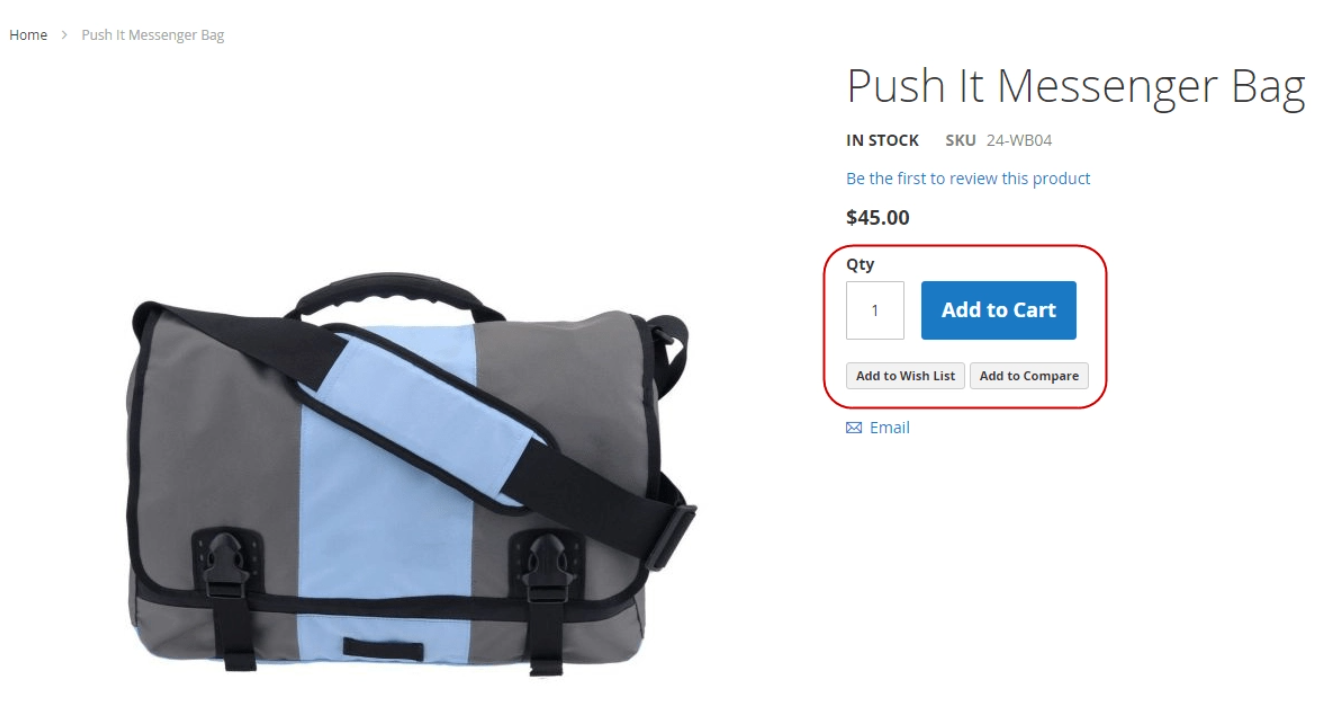 Home > Push It Messenger Bag
Push It Messenger Bag
IN STOCK SKU 24-WB04
Be the first to review this product
$45.00
Qty
1 Add to Cart
Add to Wish List Add to Compare
Email